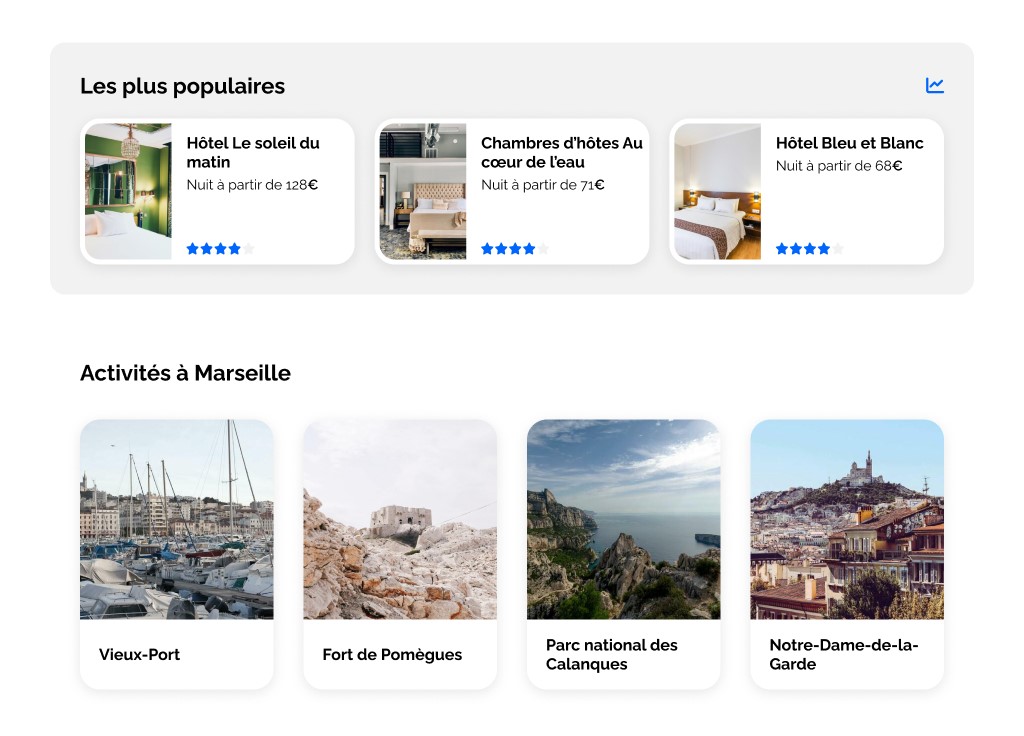 Les plus populaires
Hôtel Le soleil du
matin
Nuit à partir de 128€
Chambres d’hôtes Au
cœur de l’eau
Nuit à partir de 71€
Hôtel Bleu et Blanc
Nuit à partir de 68€
Activités à Marseille
Vieux-Port
Fort de Pomègues
Parc national des
Calanques
Notre-Dame-de-la-
Garde